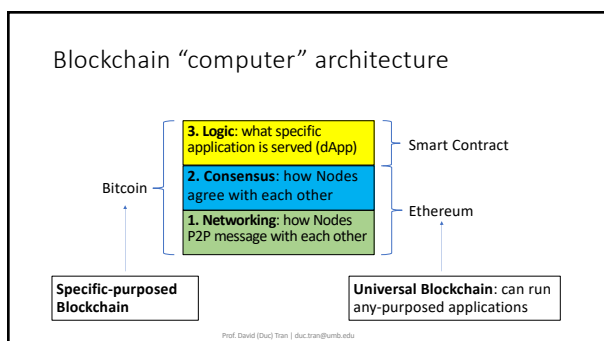 Blockchain “computer” architecture
3. Logic: what specific
application is served (dApp)
Smart Contract
2. Consensus: how Nodes
agree with each other
Bitcoin
Ethereum
1. Networking: how Nodes
P2P message with each other
Specific-purposed
Blockchain
Universal Blockchain: can run
any-purposed applications
Prof. David (Duc) Tran | duc.tran@umb.edu